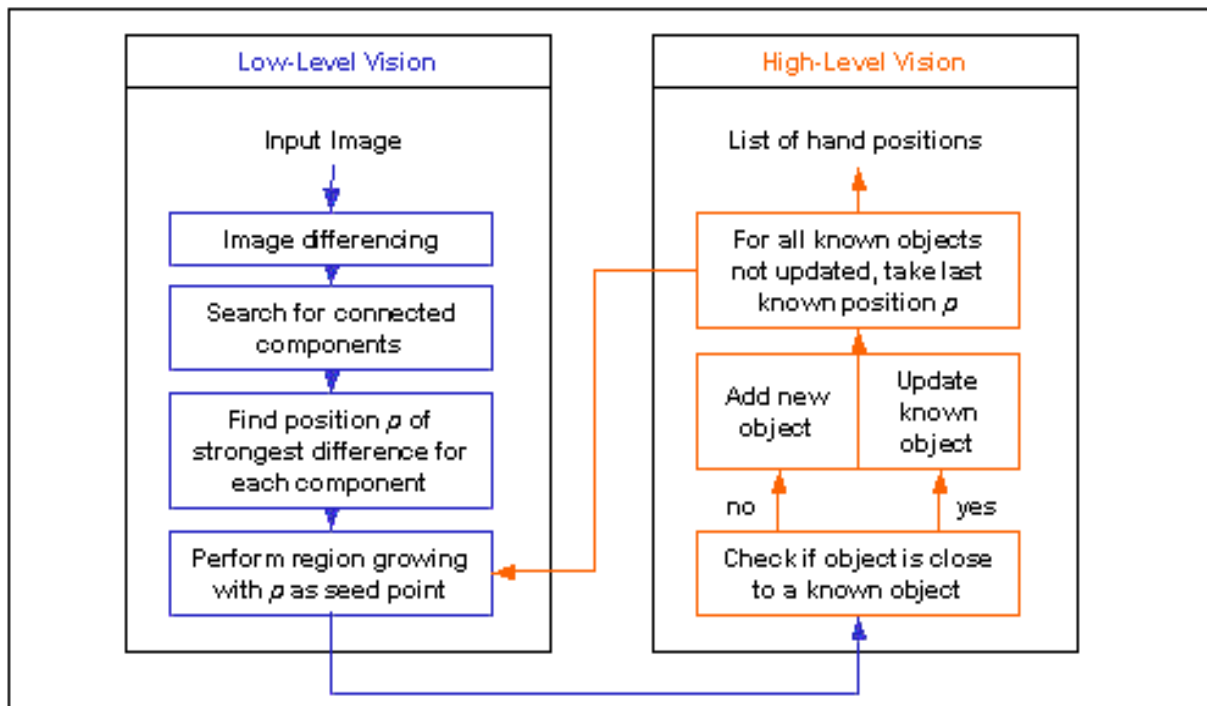 Low-Level Vision
Input Image
Image differencing
Search for connected
components
Find position p of
strongest difference for
each component
Perform region growing
with p as seed point
High-Level Vision
List of hand positions
For all known objects
not updated, take last
known position p
Add new
object
Update
known
object
no
yes
Check if object is close
to a known object